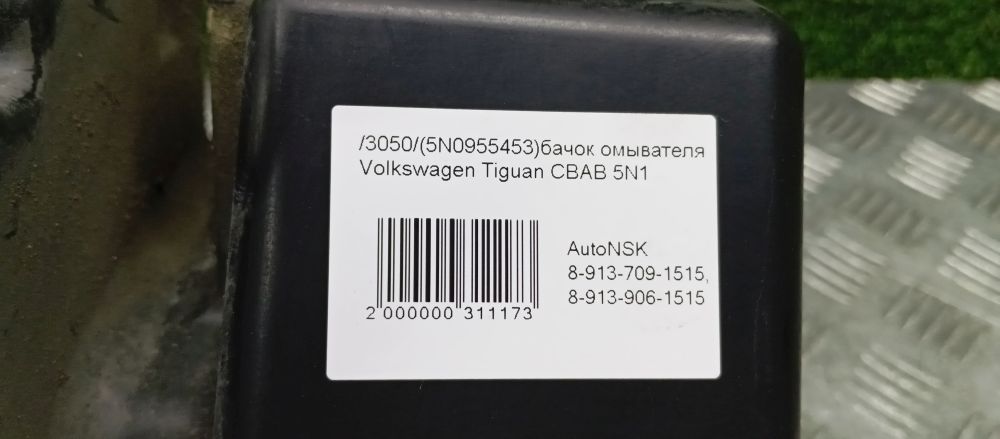 /3050/(5N0955453)бачок омывателя
Volkswagen Tiguan CBAB 5N1
AutoNSK
8-913-709-1515,
8-913-906-1515
2 000000 311173